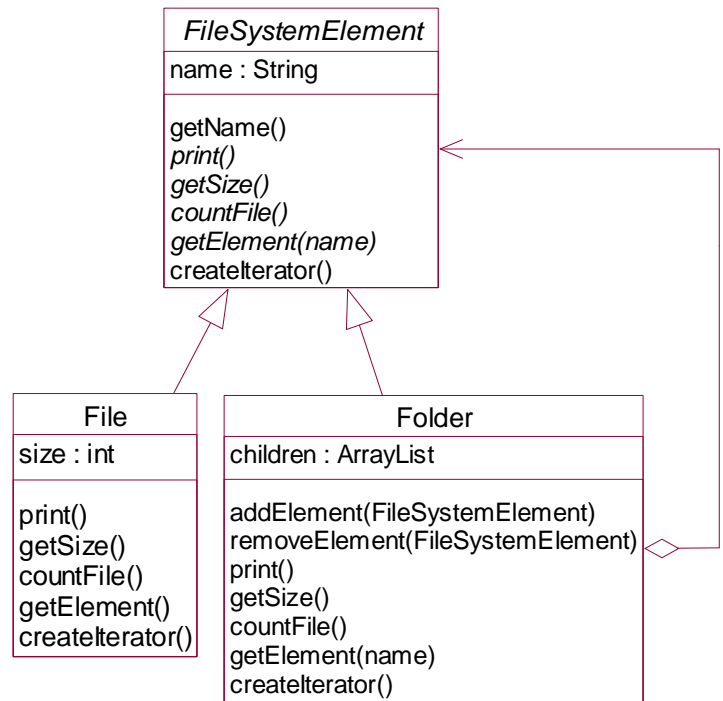 FileSystemElement
name : String
getName()
print()
getSize()
countFile()
getElement(name)
createIterator()
File
size : int
print()
getSize()
countFile()
getElement()
createIterator()
Folder
children : ArrayList
addElement(FileSystemElement)
removeElement(FileSystemElement)
print()
getSize()
countFile()
getElement(name)
createIterator()